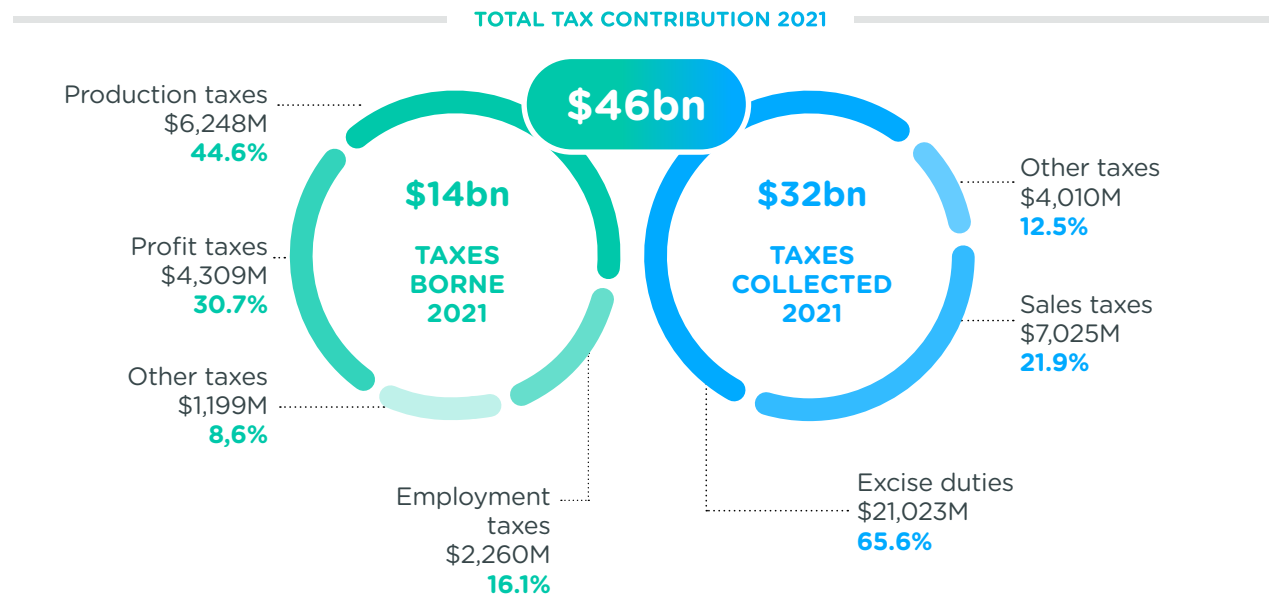 TOTAL TAX CONTRIBUTION 2021
$46bn
Production taxes
$6,248M
44.6%
Profit taxes
$4,309M
30.7%
Other taxes
$1,199M
8,6%
Employment
taxes
$2,260M
16.1%
$14bn
TAXES
BORNE
2021
$32bn
TAXES
COLLECTED
2021
Other taxes
$4,010M
12.5%
Sales taxes
$7,025M
21.9%
Excise duties
$21,023M
65.6%